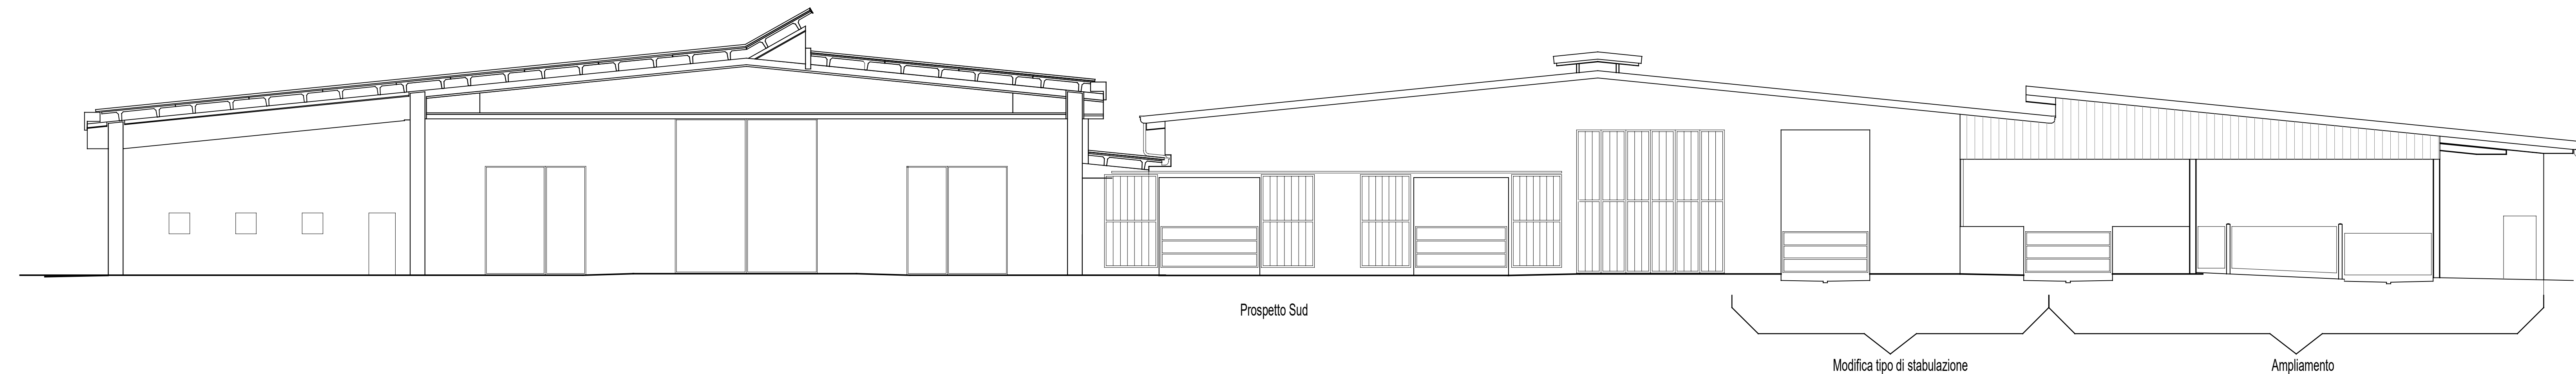 Prospetto Sud
Modifica tipo di stabulazione
Ampliamento